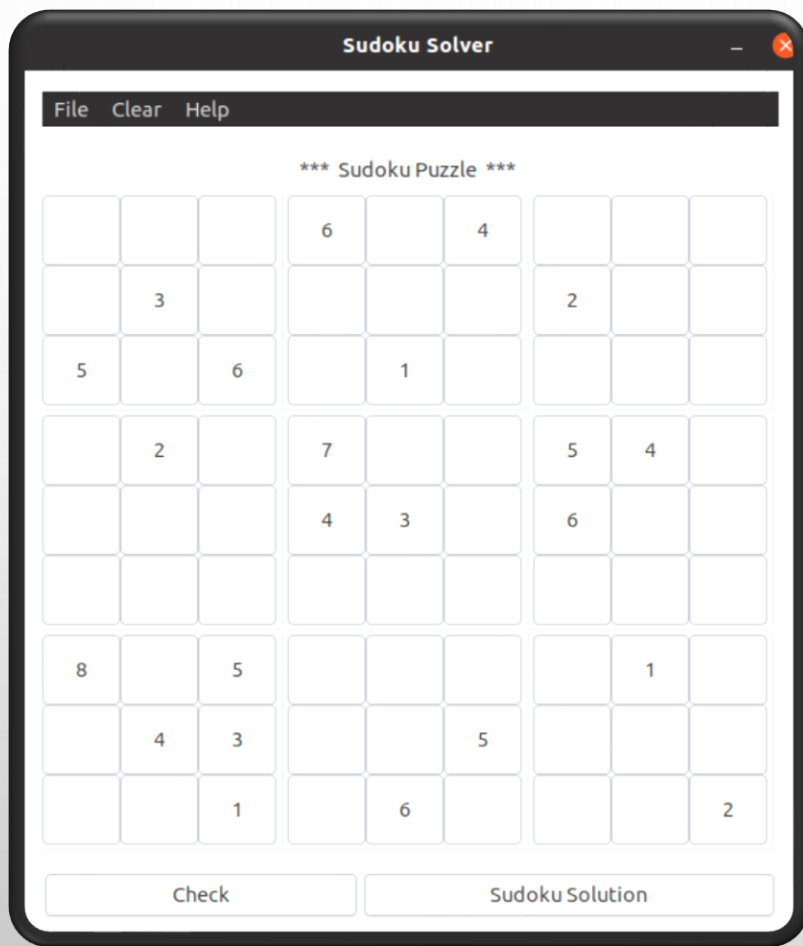 Sudoku Solver
File Clear Help
*** Sudoku Puzzle ***
6 4
3 2
5 6 1
2 7 5 4
4 3 6
8 5 1
4 3 5
1 6 2
Check Sudoku Solution